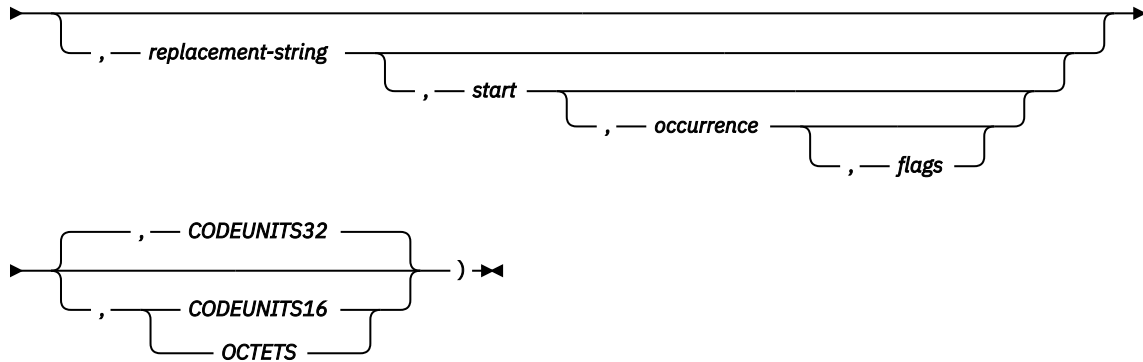 , replacement-string
, start
, occurrence
, flags
, CODEUNITS32
)
, CODEUNITS16
OCTETS